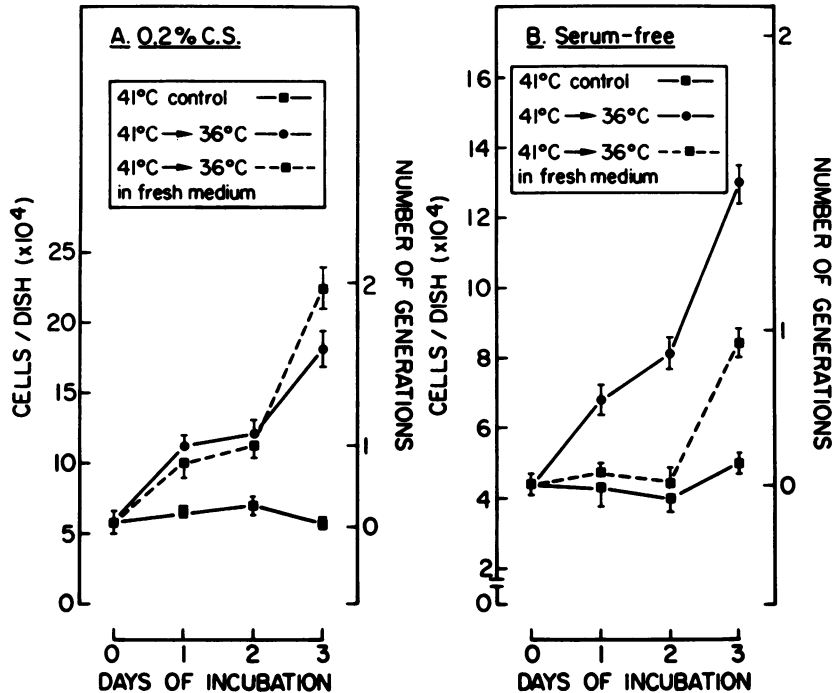 A. 0.2% C.S.
41°C control
41°C → 36°C
41°C → 36°C
in fresh medium
CELLS / DISH (x10⁴)
25
20
15
10
5
0
2
1
0
NUMBER OF GENERATIONS
0 1 2 3
DAYS OF INCUBATION
B. Serum-free
41°C control
41°C → 36°C
41°C → 36°C
in fresh medium
CELLS / DISH (x10⁴)
16
14
12
10
8
6
4
2
0
2
1
0
NUMBER OF GENERATIONS
0 1 2 3
DAYS OF INCUBATION